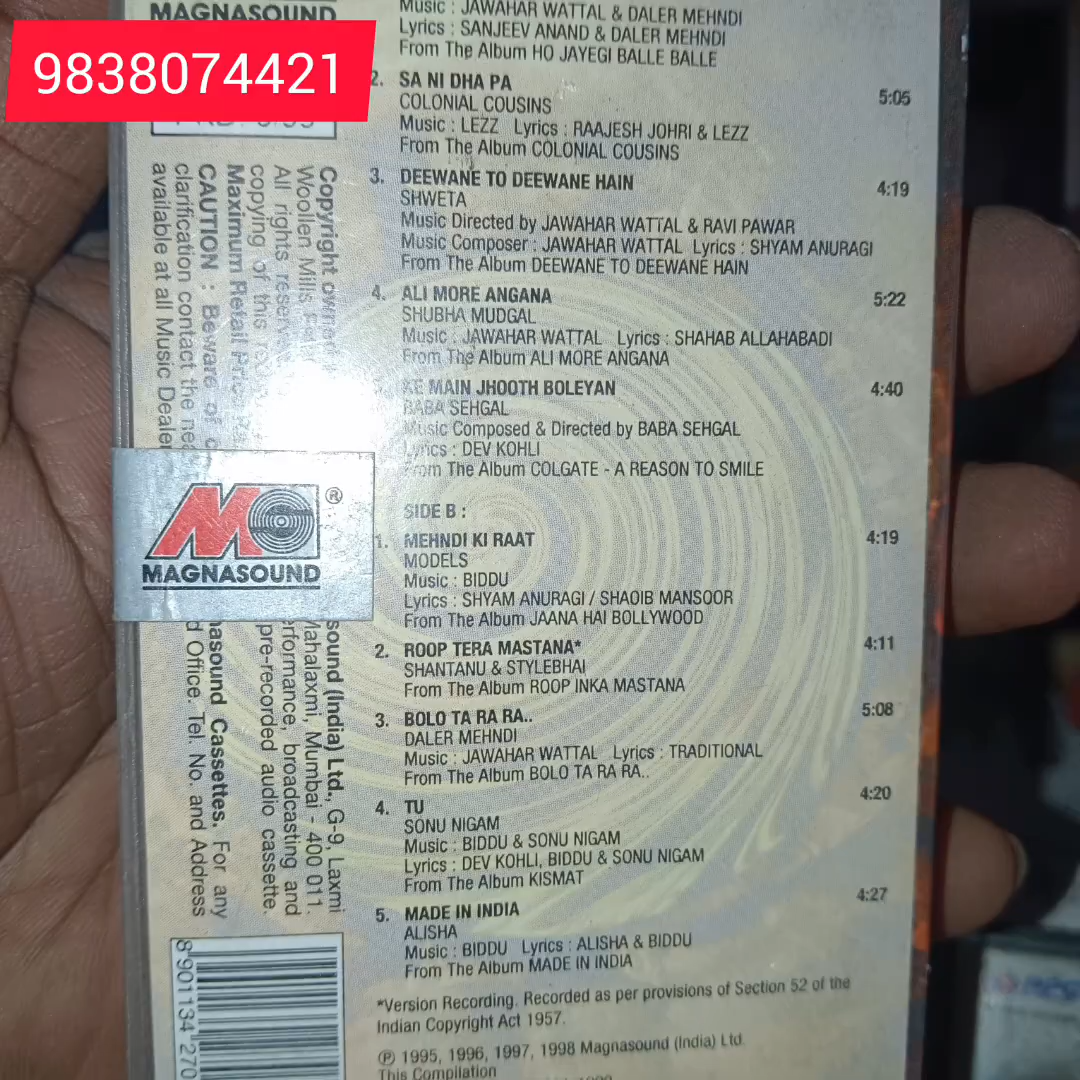 MAGNASOUND
9838074421
Music : JAWAHAR WATTAL & DALER MEHNDI
Lyrics : SANJEEV ANAND & DALER MEHNDI
From The Album HO JAYEGI BALLE BALLE
2. SA NI DHA PA 5:05
COLONIAL COUSINS
Music : LEZZ Lyrics : RAAJESH JOHRI & LEZZ
From The Album COLONIAL COUSINS
3. DEEWANE TO DEEWANE HAIN 4:19
SHWETA
Music Directed by JAWAHAR WATTAL & RAVI PAWAR
Music Composer : JAWAHAR WATTAL Lyrics : SHYAM ANURAGI
From The Album DEEWANE TO DEEWANE HAIN
4. ALI MORE ANGANA 5:22
SHUBHA MUDGAL
Music : JAWAHAR WATTAL Lyrics : SHAHAB ALLAHABADI
From The Album ALI MORE ANGANA
5. KE MAIN JHOOTH BOLEYAN 4:40
BABA SEHGAL
Music Composed & Directed by BABA SEHGAL
Lyrics : DEV KOHLI
From The Album COLGATE - A REASON TO SMILE
SIDE B :
1. MEHNDI KI RAAT 4:19
MODELS
Music : BIDDU
Lyrics : SHYAM ANURAGI / SHAOIB MANSOOR
From The Album JAANA HAI BOLLYWOOD
2. ROOP TERA MASTANA* 4:11
SHANTANU & STYLEBHAI
From The Album ROOP INKA MASTANA
3. BOLO TA RA RA.. 5:08
DALER MEHNDI
Music : JAWAHAR WATTAL Lyrics : TRADITIONAL
From The Album BOLO TA RA RA..
4. TU 4:20
SONU NIGAM
Music : BIDDU & SONU NIGAM
Lyrics : DEV KOHLI, BIDDU & SONU NIGAM
From The Album KISMAT
5. MADE IN INDIA 4:27
ALISHA
Music : BIDDU Lyrics : ALISHA & BIDDU
From The Album MADE IN INDIA
*Version Recording. Recorded as per provisions of Section 52 of the
Indian Copyright Act 1957.
℗ 1995, 1996, 1997, 1998 Magnasound (India) Ltd.
This Compilation
MG ®
MAGNASOUND
Copyright sound (India) Ltd., G-9, Laxmi
Woollen Mills Mahalaxmi, Mumbai - 400 011.
All rights performance, broadcasting and
copying of this pre-recorded audio cassette.
Maximum Retail Price
CAUTION : Beware of Cassettes. For any
clarification contact the Office. Tel. No. and Address
available at all Music
8 901134 270